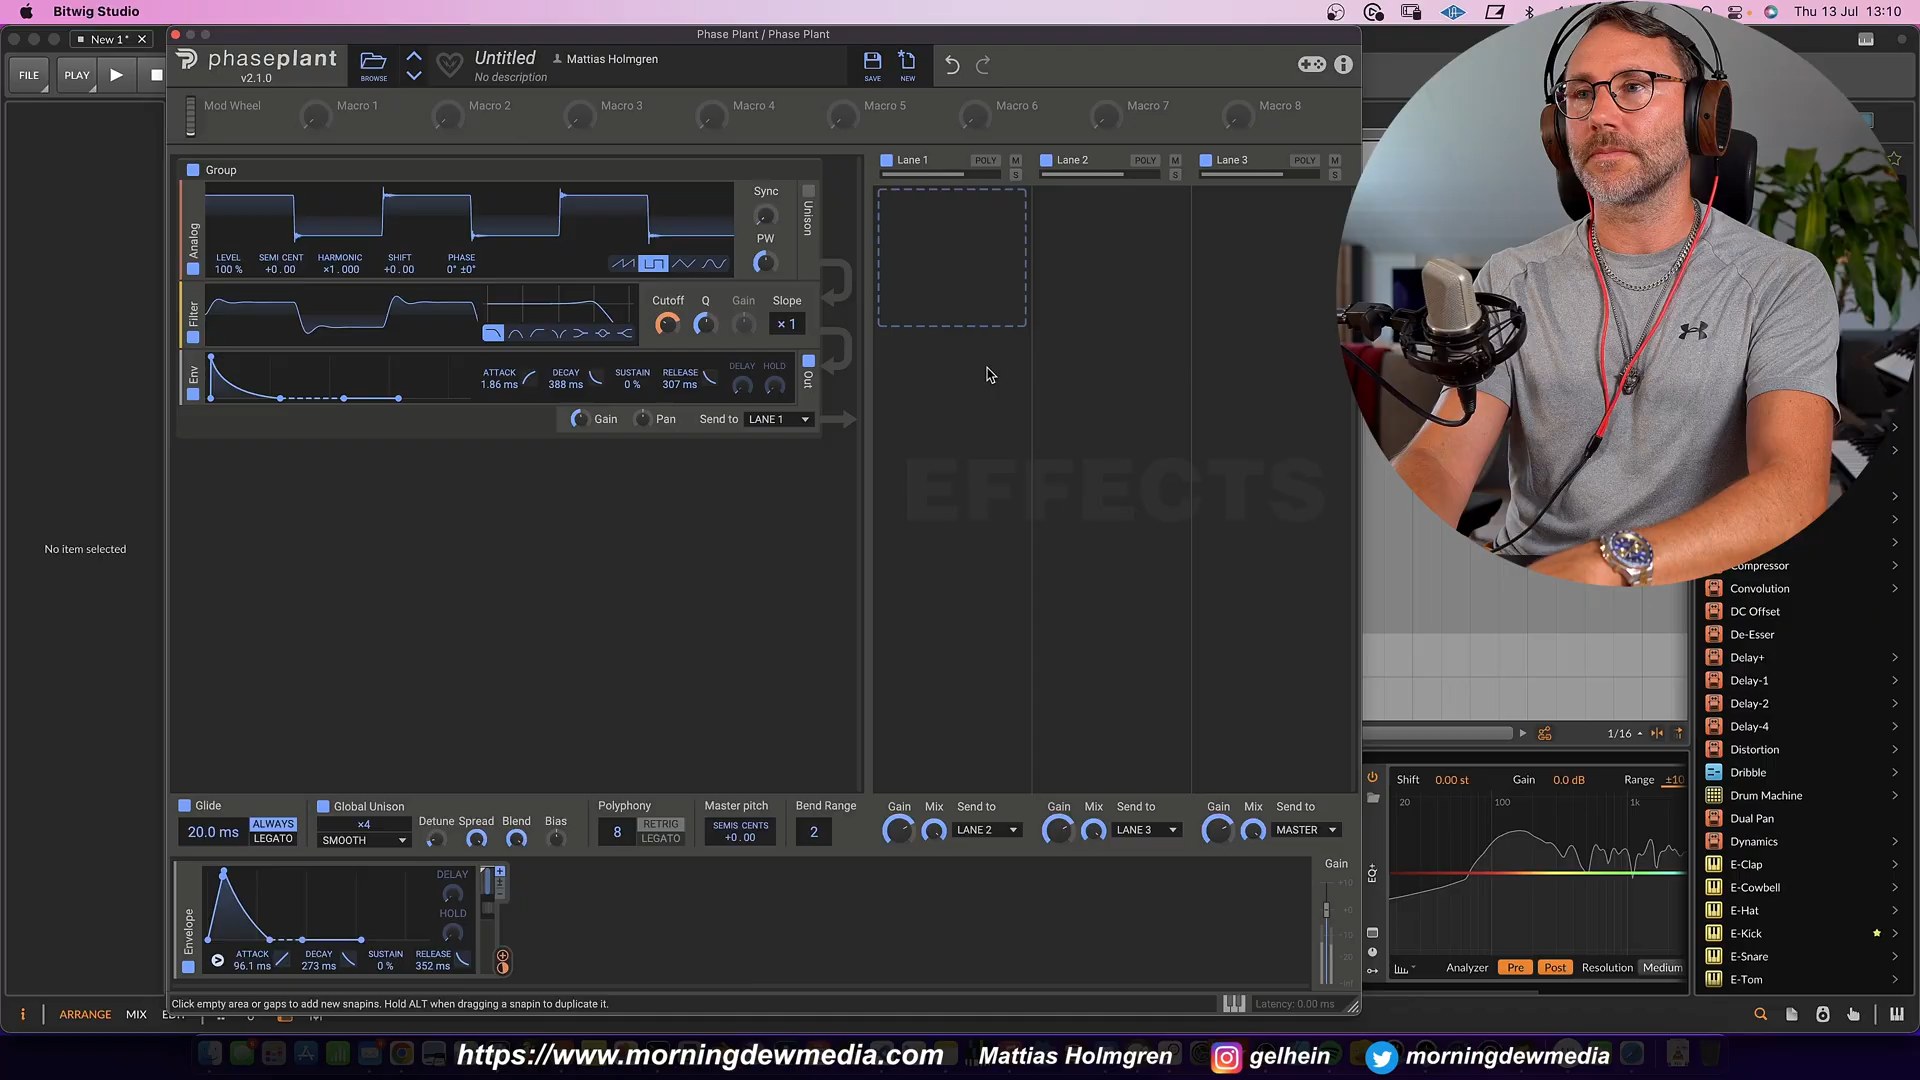 Bitwig Studio
Thu 13 Jul 13:10
New 1*
Phase Plant / Phase Plant
FILE
PLAY
phaseplant
v2.1.0
BROWSE
Untitled
Mattias Holmgren
No description
SAVE
NEW
Mod Wheel
Macro 1
Macro 2
Macro 3
Macro 4
Macro 5
Macro 6
Macro 7
Macro 8
Group
Lane 1
POLY
M
S
Lane 2
POLY
M
S
Lane 3
POLY
M
S
Analog
LEVEL
100 %
SEMI CENT
+0.00
HARMONIC
×1.000
SHIFT
+0.00
PHASE
0° ±0°
Sync
PW
Unison
Filter
Cutoff
Q
Gain
Slope
× 1
Env
ATTACK
1.86 ms
DECAY
388 ms
SUSTAIN
0 %
RELEASE
307 ms
DELAY
HOLD
Out
Gain
Pan
Send to
LANE 1
EFFECTS
No item selected
Glide
20.0 ms
ALWAYS
LEGATO
Global Unison
×4
SMOOTH
Detune
Spread
Blend
Bias
Polyphony
8
RETRIG
LEGATO
Master pitch
SEMIS CENTS
+0.00
Bend Range
2
Gain
Mix
Send to
LANE 2
Gain
Mix
Send to
LANE 3
Gain
Mix
Send to
MASTER
Envelope
DELAY
HOLD
ATTACK
96.1 ms
DECAY
273 ms
SUSTAIN
0 %
RELEASE
352 ms
Gain
Click empty area or gaps to add new snapins. Hold ALT when dragging a snapin to duplicate it.
Latency: 0.00 ms
ARRANGE
MIX
1/16
Shift
0.00 st
Gain
0.0 dB
Range
±10
20
100
1k
EQ+
Analyzer
Pre
Post
Resolution
Medium
Compressor
Convolution
DC Offset
De-Esser
Delay+
Delay-1
Delay-2
Delay-4
Distortion
Dribble
Drum Machine
Dual Pan
Dynamics
E-Clap
E-Cowbell
E-Hat
E-Kick
E-Snare
E-Tom
https://www.morningdewmedia.com
Mattias Holmgren
gelhein
morningdewmedia